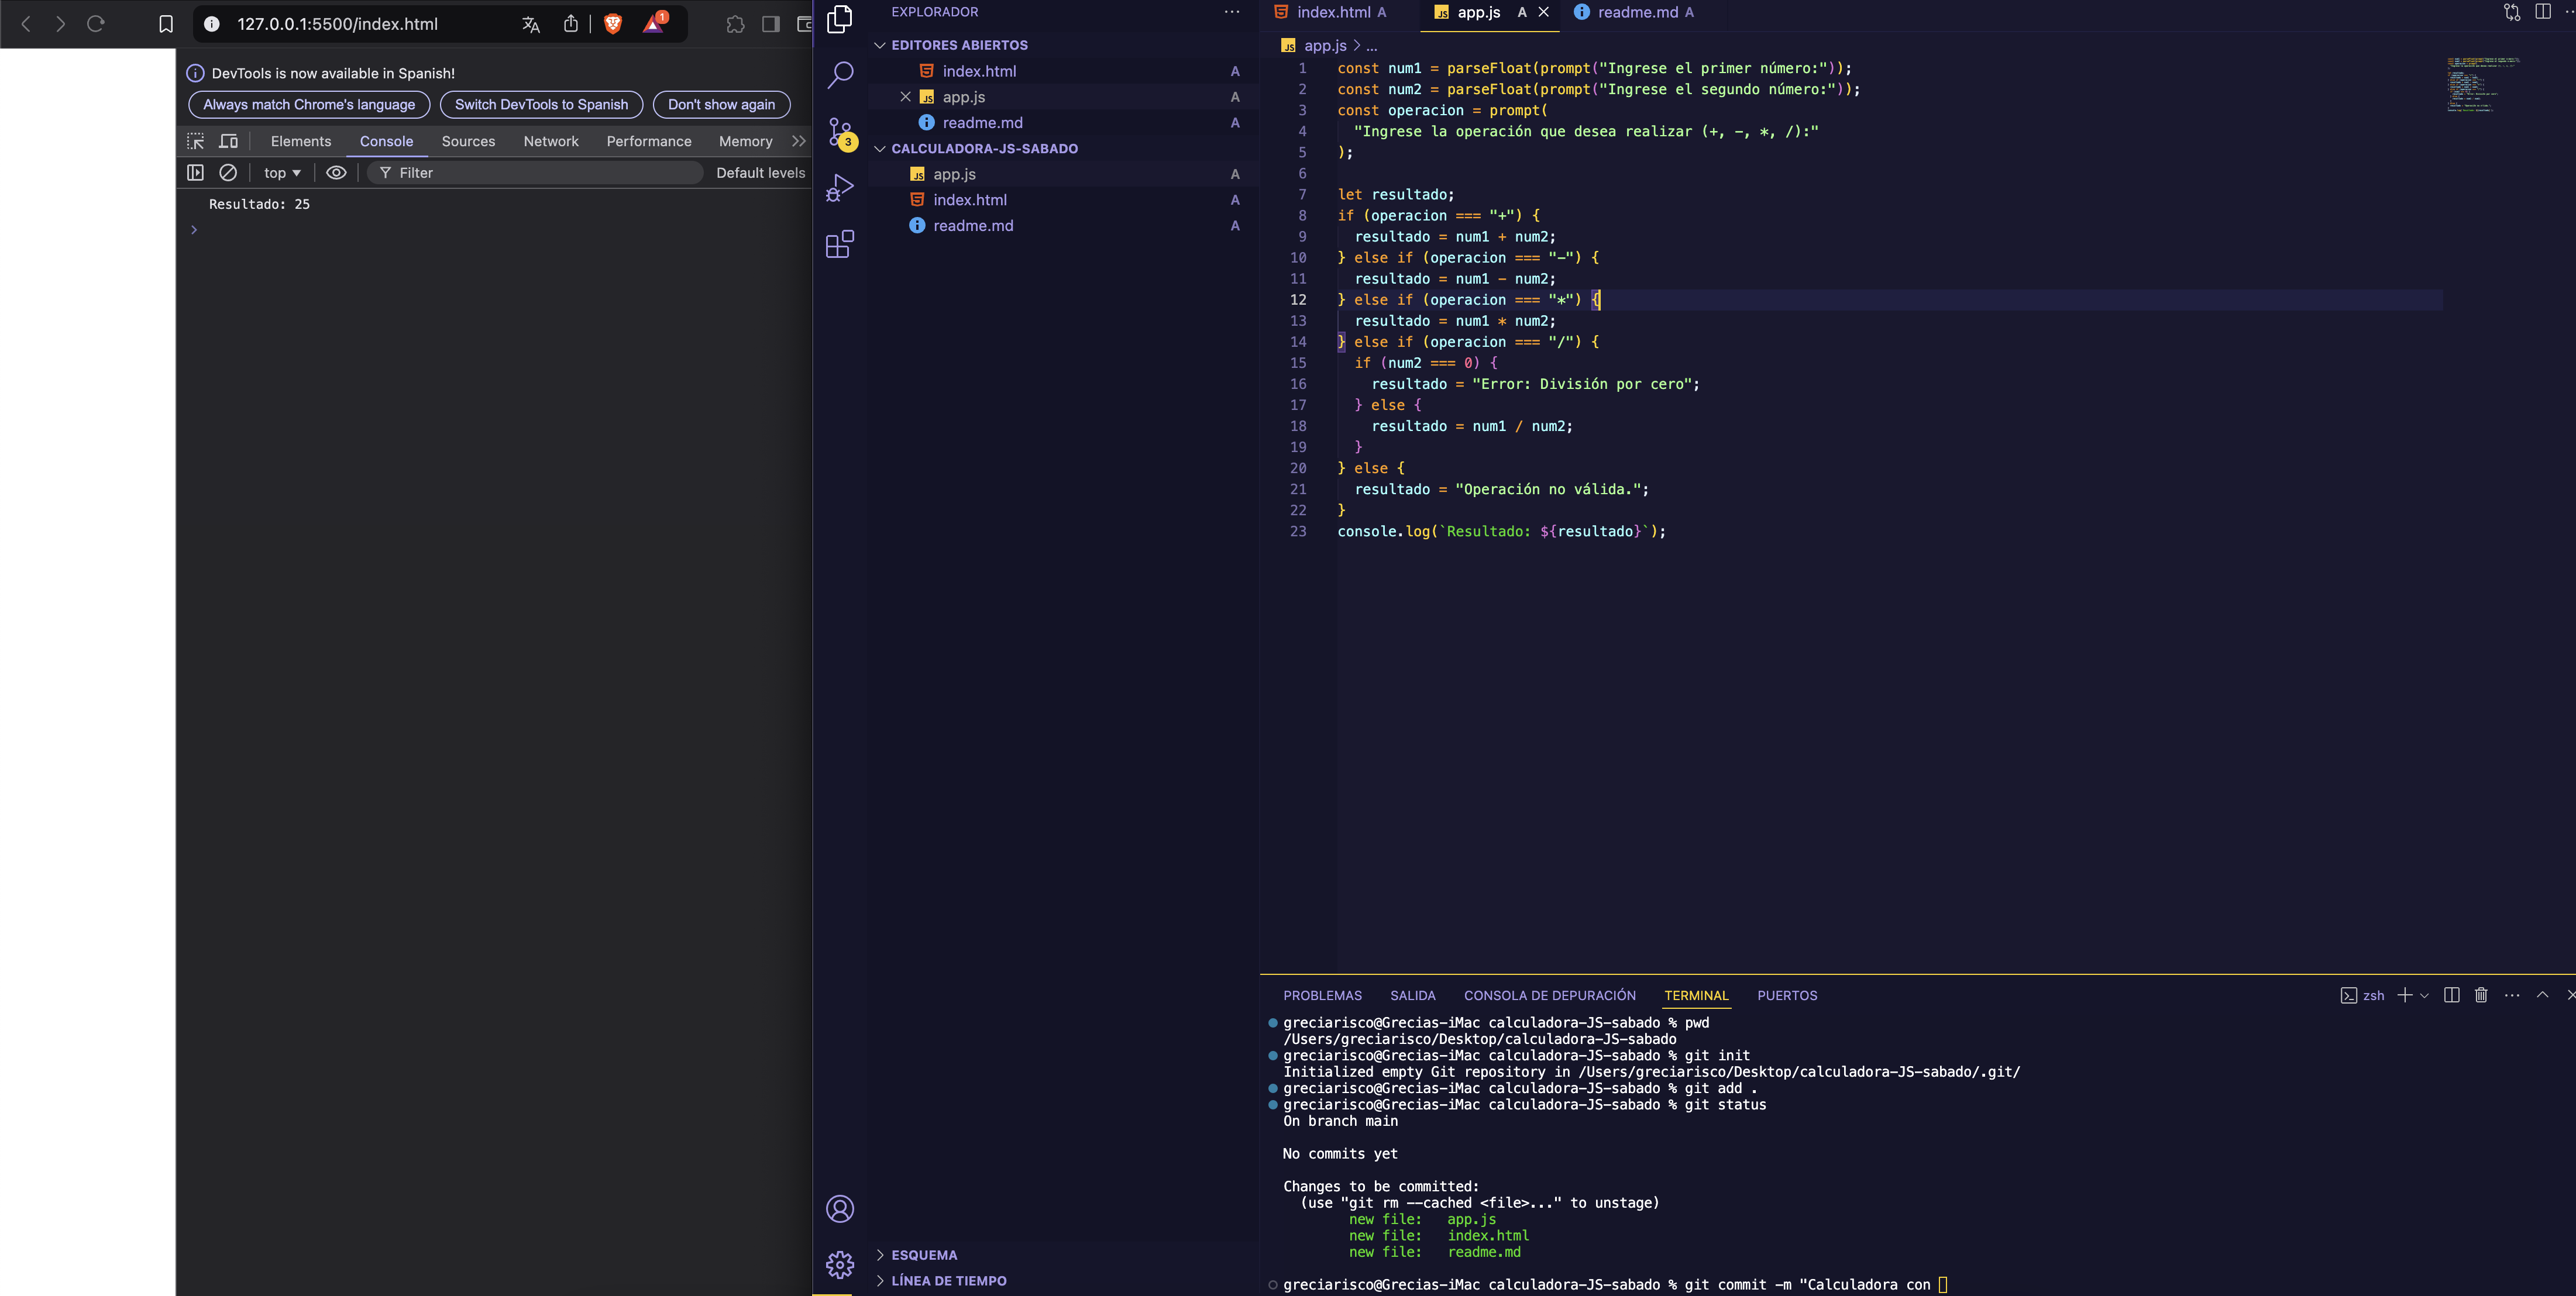 127.0.0.1:5500/index.html
1
DevTools is now available in Spanish!
Always match Chrome's language
Switch DevTools to Spanish
Don't show again
Elements
Console
Sources
Network
Performance
Memory
top
Filter
Default levels
Resultado: 25
3
EXPLORADOR
EDITORES ABIERTOS
index.html A
app.js A
readme.md A
CALCULADORA-JS-SABADO
app.js A
index.html A
readme.md A
ESQUEMA
LÍNEA DE TIEMPO
index.html A
app.js A
readme.md A
app.js > ...
1 const num1 = parseFloat(prompt("Ingrese el primer número:"));
2 const num2 = parseFloat(prompt("Ingrese el segundo número:"));
3 const operacion = prompt(
4 "Ingrese la operación que desea realizar (+, -, *, /):"
5 );
6
7 let resultado;
8 if (operacion === "+") {
9 resultado = num1 + num2;
10 } else if (operacion === "-") {
11 resultado = num1 - num2;
12 } else if (operacion === "*") {
13 resultado = num1 * num2;
14 } else if (operacion === "/") {
15 if (num2 === 0) {
16 resultado = "Error: División por cero";
17 } else {
18 resultado = num1 / num2;
19 }
20 } else {
21 resultado = "Operación no válida.";
22 }
23 console.log(`Resultado: ${resultado}`);
PROBLEMAS
SALIDA
CONSOLA DE DEPURACIÓN
TERMINAL
PUERTOS
zsh
greciarisco@Grecias-iMac calculadora-JS-sabado % pwd
/Users/greciarisco/Desktop/calculadora-JS-sabado
greciarisco@Grecias-iMac calculadora-JS-sabado % git init
Initialized empty Git repository in /Users/greciarisco/Desktop/calculadora-JS-sabado/.git/
greciarisco@Grecias-iMac calculadora-JS-sabado % git add .
greciarisco@Grecias-iMac calculadora-JS-sabado % git status
On branch main
No commits yet
Changes to be committed:
(use "git rm --cached <file>..." to unstage)
new file: app.js
new file: index.html
new file: readme.md
greciarisco@Grecias-iMac calculadora-JS-sabado % git commit -m "Calculadora con